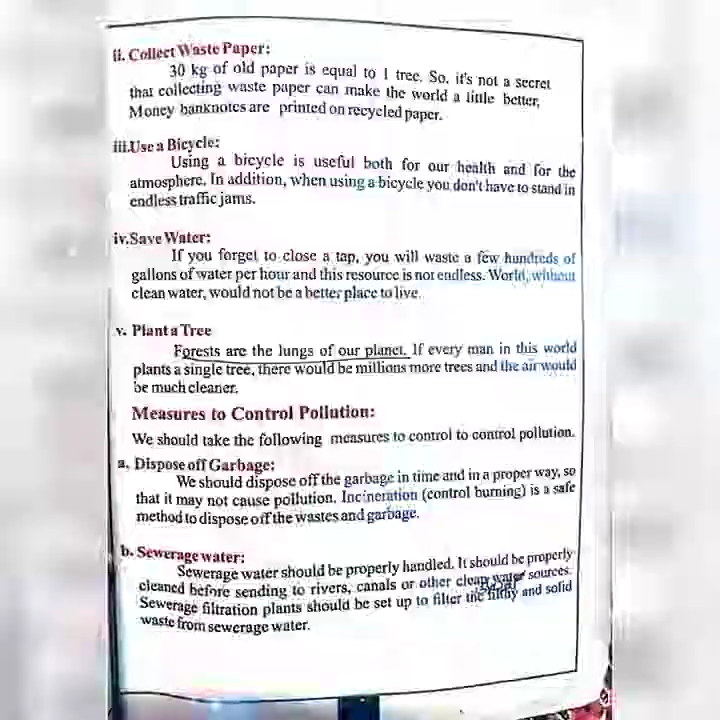 ii. Collect Waste Paper:
30 kg of old paper is equal to 1 tree. So, it's not a secret
that collecting waste paper can make the world a little better,
Money banknotes are printed on recycled paper.
iii.Use a Bicycle:
Using a bicycle is useful both for our health and for the
atmosphere. In addition, when using a bicycle you don't have to stand in
endless traffic jams.
iv.Save Water:
If you forget to close a tap, you will waste a few hundreds of
gallons of water per hour and this resource is not endless. World, without
clean water, would not be a better place to live.
v. Plant a Tree
Forests are the lungs of our planet. If every man in this world
plants a single tree, there would be millions more trees and the air would
be much cleaner.
Measures to Control Pollution:
We should take the following measures to control to control pollution.
a. Dispose off Garbage:
We should dispose off the garbage in time and in a proper way, so
that it may not cause pollution. Incineration (control burning) is a safe
method to dispose off the wastes and garbage.
b. Sewerage water:
Sewerage water should be properly handled. It should be properly
cleaned before sending to rivers, canals or other clean water sources.
Sewerage filtration plants should be set up to filter the filthy and solid
waste from sewerage water.